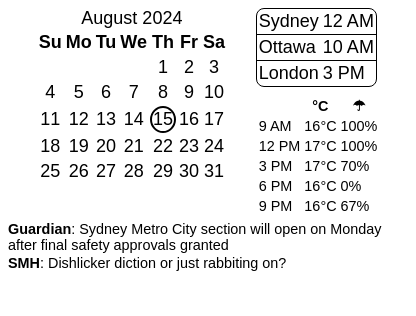 August 2024
Su Mo Tu We Th Fr Sa
1 2 3
4 5 6 7 8 9 10
11 12 13 14 15 16 17
18 19 20 21 22 23 24
25 26 27 28 29 30 31
Sydney 12 AM
Ottawa 10 AM
London 3 PM
°C ☂
9 AM 16°C 100%
12 PM 17°C 100%
3 PM 17°C 70%
6 PM 16°C 0%
9 PM 16°C 67%
Guardian: Sydney Metro City section will open on Monday
after final safety approvals granted
SMH: Dishlicker diction or just rabbiting on?